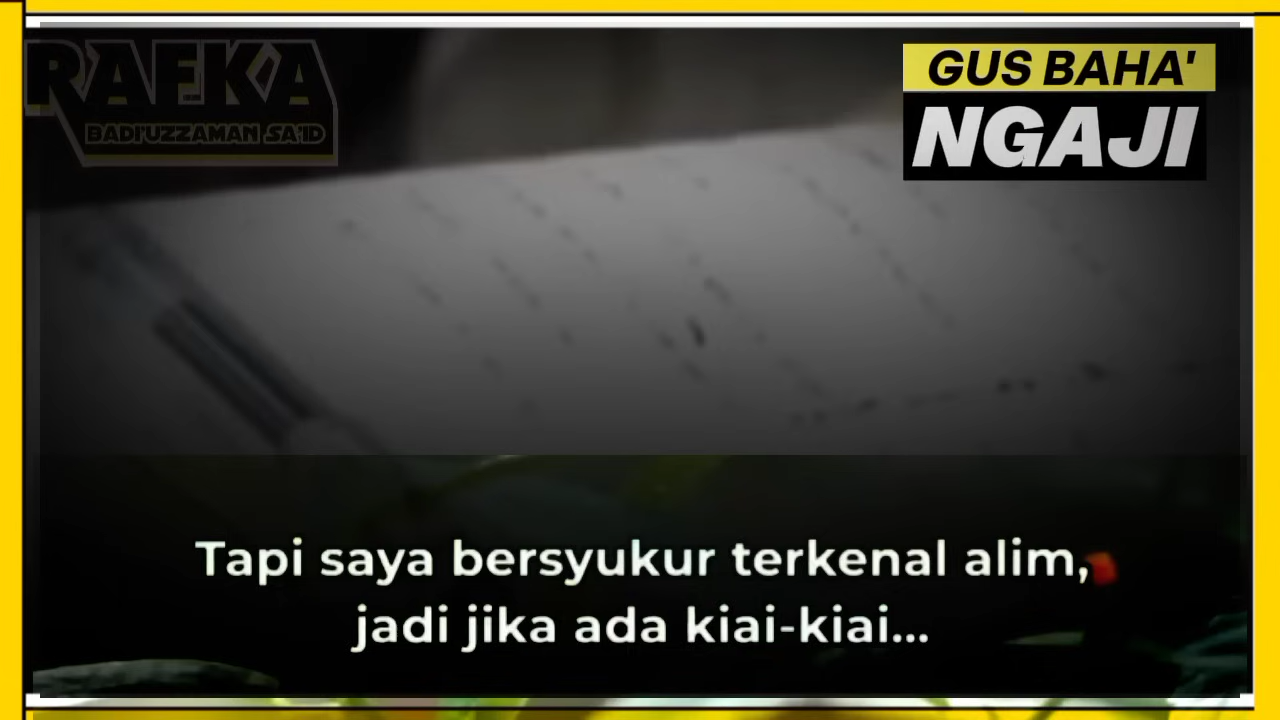 RAFKA
BADI'UZZAMAN SA'ID
GUS BAHA'
NGAJI
Tapi saya bersyukur terkenal alim,
jadi jika ada kiai-kiai...